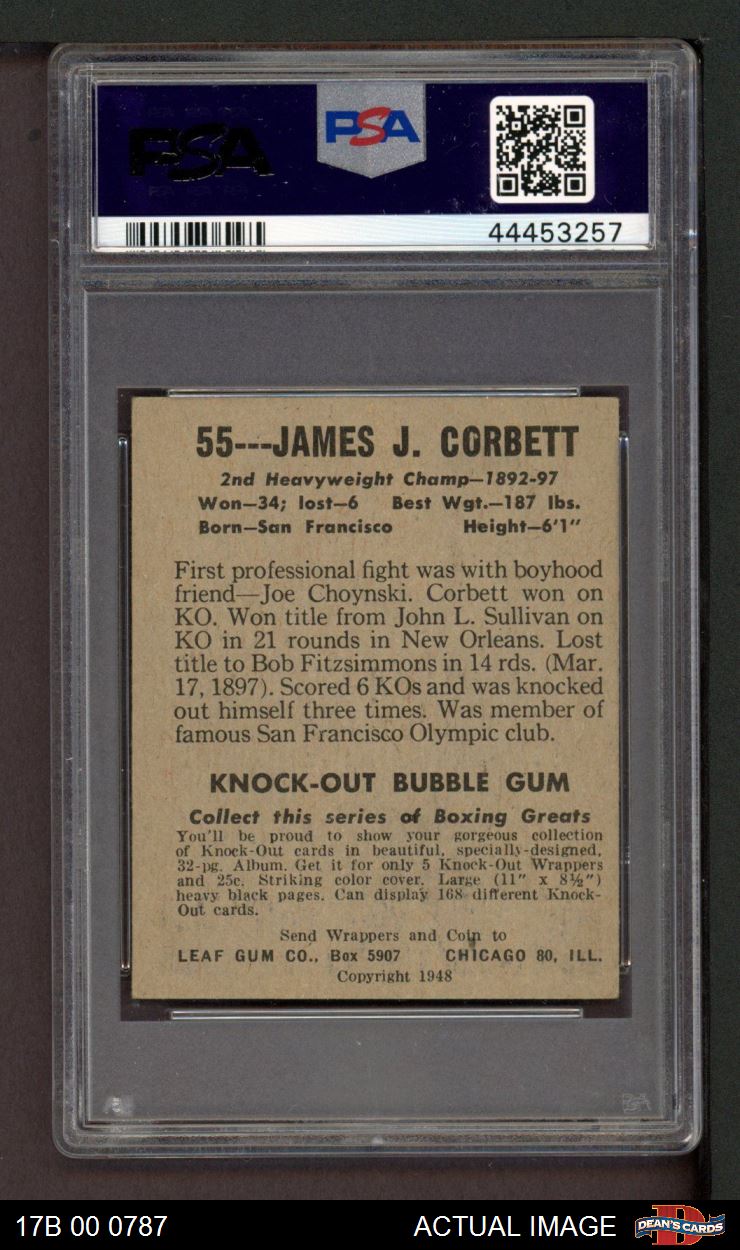 PSA
PSA
44453257
55---JAMES J. CORBETT
2nd Heavyweight Champ—1892-97
Won—34; lost—6 Best Wgt.—187 lbs.
Born—San Francisco Height—6'1"
First professional fight was with boyhood
friend—Joe Choynski. Corbett won on
KO. Won title from John L. Sullivan on
KO in 21 rounds in New Orleans. Lost
title to Bob Fitzsimmons in 14 rds. (Mar.
17, 1897). Scored 6 KOs and was knocked
out himself three times. Was member of
famous San Francisco Olympic club.
KNOCK-OUT BUBBLE GUM
Collect this series of Boxing Greats
You'll be proud to show your gorgeous collection
of Knock-Out cards in beautiful, specially-designed,
32-pg. Album. Get it for only 5 Knock-Out Wrappers
and 25c. Striking color cover. Large (11" x 8½")
heavy black pages. Can display 168 different Knock-
Out cards.
Send Wrappers and Coin to
LEAF GUM CO., Box 5907 CHICAGO 80, ILL.
Copyright 1948
17B 00 0787 ACTUAL IMAGE DEAN'S CARDS